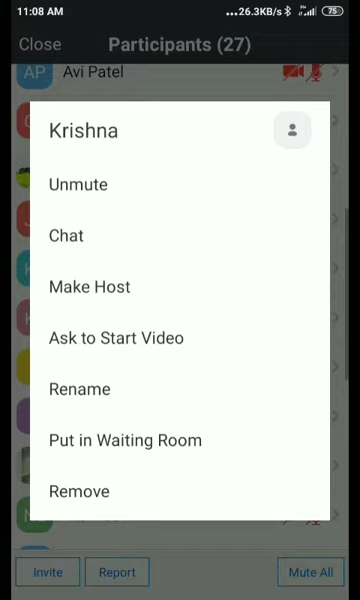 11:08 AM
...26.3KB/s
75
Close
Participants (27)
AP
Avi Patel
Krishna
Unmute
Chat
Make Host
Ask to Start Video
Rename
Put in Waiting Room
Remove
Invite
Report
Mute All